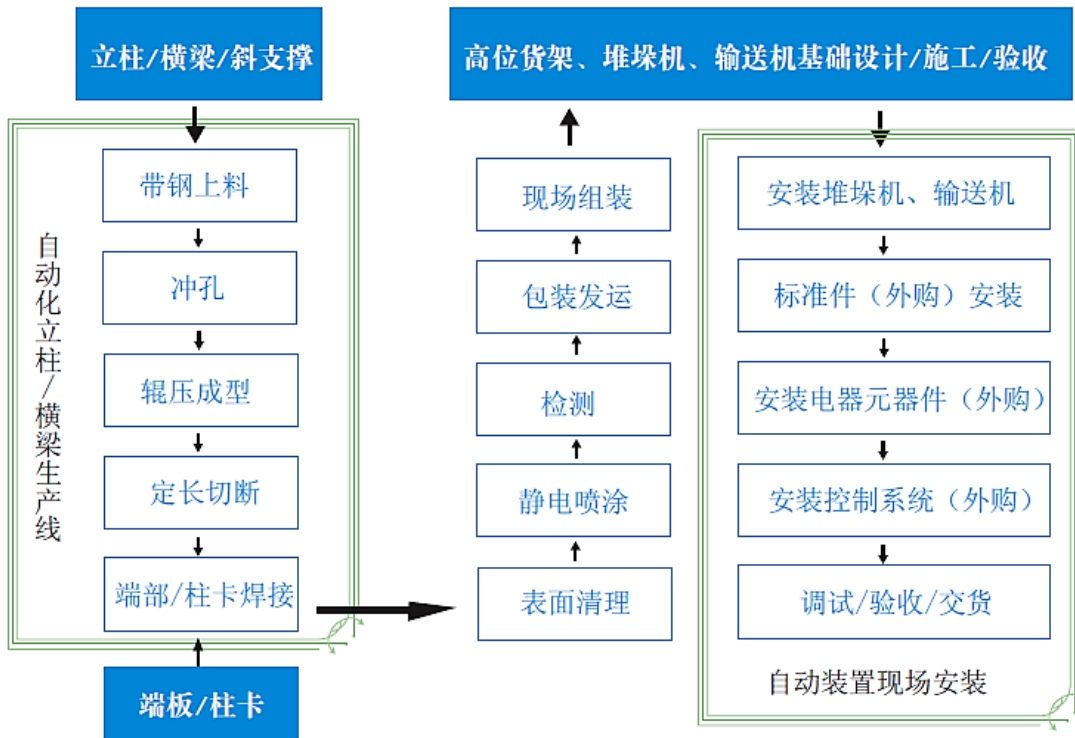 立柱/横梁/斜支撑
自动化立柱/横梁生产线
带钢上料
冲孔
辊压成型
定长切断
端部/柱卡焊接
端板/柱卡
高位货架、堆垛机、输送机基础设计/施工/验收
现场组装
包装发运
检测
静电喷涂
表面清理
安装堆垛机、输送机
标准件（外购）安装
安装电器元器件（外购）
安装控制系统（外购）
调试/验收/交货
自动装置现场安装